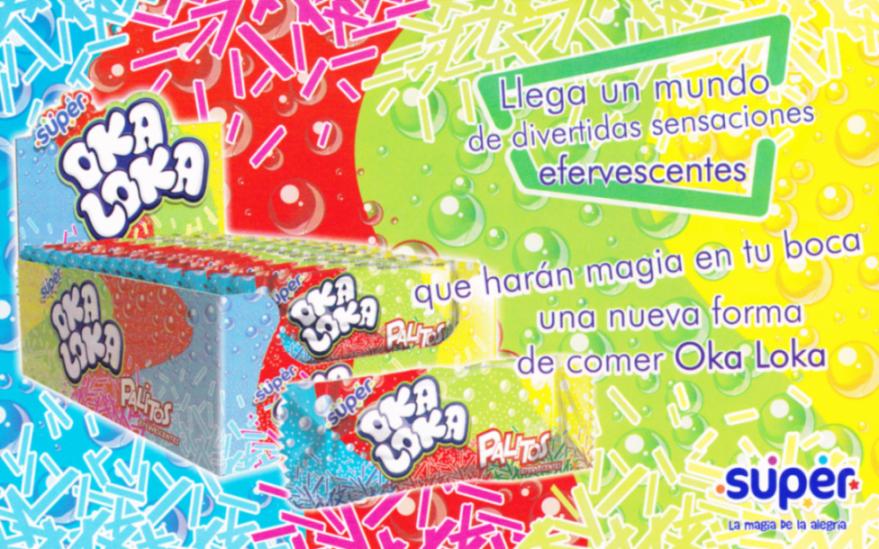 Llega un mundo
de divertidas sensaciones
efervescentes
que harán magia en tu boca
una nueva forma
de comer Oka Loka
súper
OKA
LOKA
súper
OKA
LOKA
PALITOS
súper
OKA
LOKA
PALITOS
súper
súper
OKA
LOKA
PALITOS
súper
La magia de la alegría